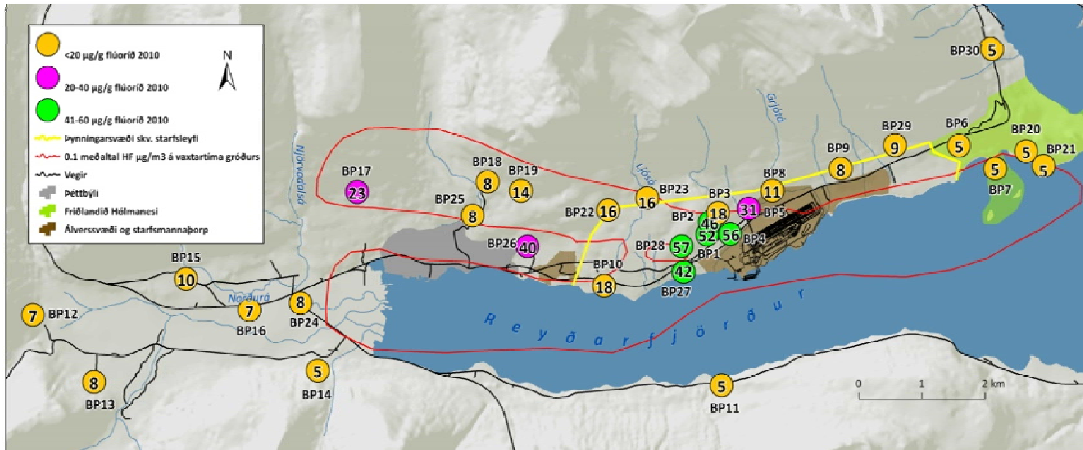 <20 µg/g flúoríð 2010
20-40 µg/g flúoríð 2010
41-60 µg/g flúoríð 2010
Þynningarsvæði skv. starfsleyfi
0.1 meðaltal HF µg/m3 á vaxtartíma gróðurs
Vegir
Þéttbýli
Friðlandið Hólmanesi
Álverssvæði og starfsmannaþorp
N
BP30
5
Grjótá
Njörvadalsá
Ljósá
BP29
9
BP6
5
BP20
5
BP21
5
BP7
5
BP9
8
BP8
11
BP17
23
BP18
8
BP19
14
BP25
8
BP22
16
BP23
16
BP3
18
BP2
46
BP5
31
BP4
56
BP1
52
BP28
57
BP26
40
BP10
18
BP27
42
BP15
10
Norðurá
BP12
7
BP16
7
BP24
8
Reyðarfjörður
BP13
8
BP14
5
BP11
5
0 1 2 km